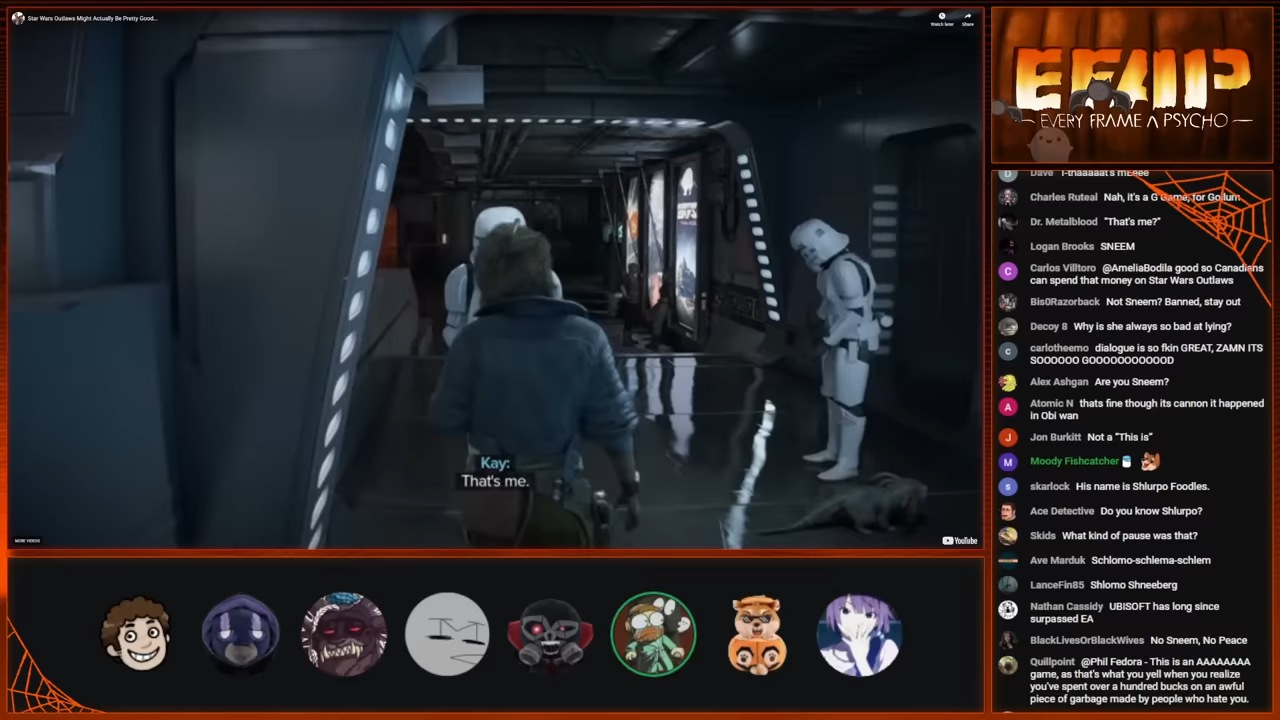 Star Wars Outlaws Might Actually Be Pretty Good...
Watch later
Share
Kay:
That's me.
MORE VIDEOS
YouTube
EFAP
EVERY FRAME A PSYCHO
Dave I-thaaaaat's mEeee
Charles Ruteal Nah, it's a G Game, for Gollum
Dr. Metalblood "That's me?"
Logan Brooks SNEEM
C
Carlos Villtoro @AmeliaBodila good so Canadians
can spend that money on Star Wars Outlaws
Bis0Razorback Not Sneem? Banned, stay out
Decoy 8 Why is she always so bad at lying?
c
carlotheemo dialogue is so fkin GREAT, ZAMN ITS
SOOOOOO GOOOOOOOOOOD
Alex Ashgan Are you Sneem?
A
Atomic N thats fine though its cannon it happened
in Obi wan
J
Jon Burkitt Not a "This is"
M
Moody Fishcatcher
s
skarlock His name is Shlurpo Foodles.
Ace Detective Do you know Shlurpo?
Skids What kind of pause was that?
Ave Marduk Schlomo-schlema-schlem
LanceFin85 Shlomo Shneeberg
Nathan Cassidy UBISOFT has long since
surpassed EA
BlackLivesOrBlackWives No Sneem, No Peace
Quillpoint @Phil Fedora - This is an AAAAAAAA
game, as that's what you yell when you realize
you've spent over a hundred bucks on an awful
piece of garbage made by people who hate you.